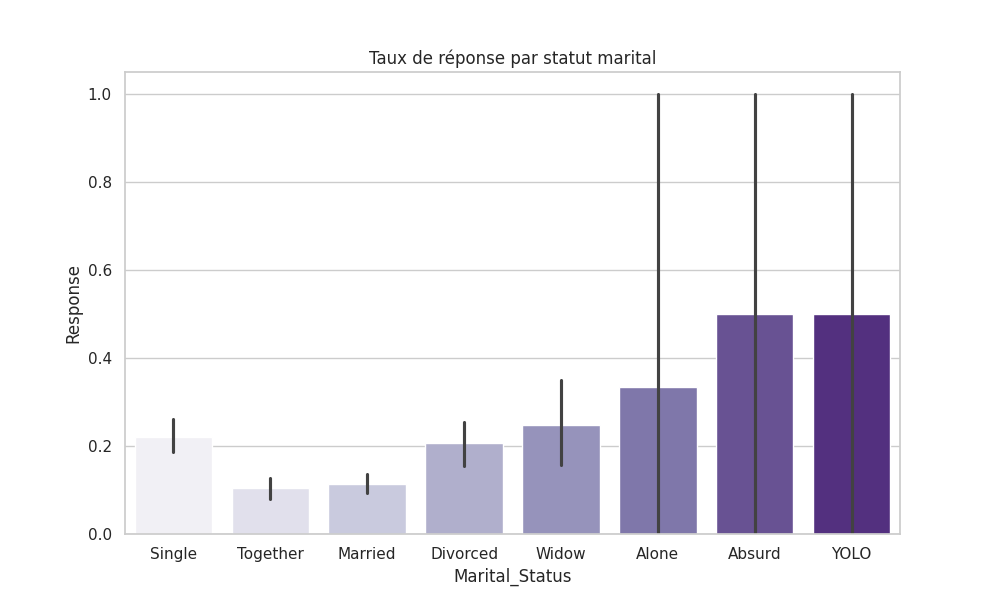 Taux de réponse par statut marital
1.0
0.8
0.6
0.4
0.2
0.0
Response
Single Together Married Divorced Widow Alone Absurd YOLO
Marital_Status